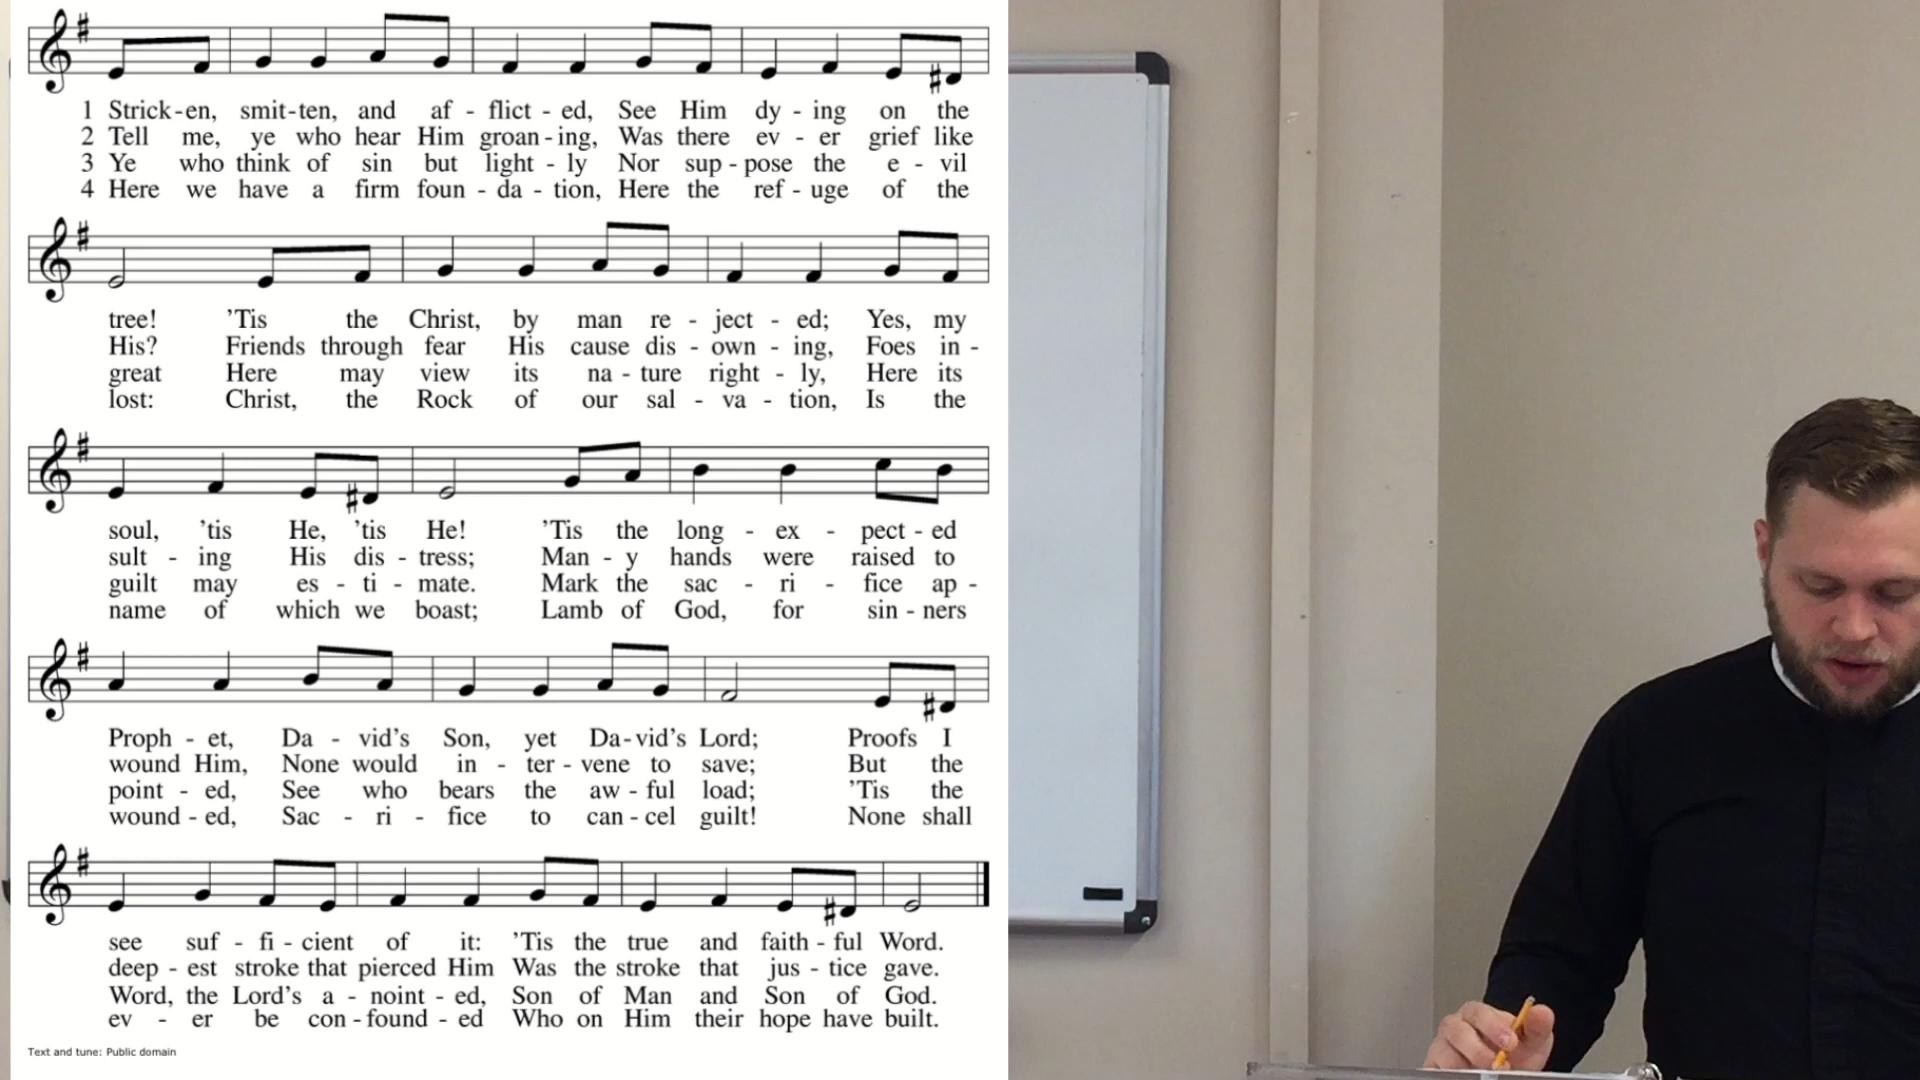 1 Strick-en, smit-ten, and af - flict - ed, See Him dy - ing on the
2 Tell me, ye who hear Him groan - ing, Was there ev - er grief like
3 Ye who think of sin but light - ly Nor sup - pose the e - vil
4 Here we have a firm foun - da - tion, Here the ref - uge of the
tree! ’Tis the Christ, by man re - ject - ed; Yes, my
His? Friends through fear His cause dis - own - ing, Foes in -
great Here may view its na - ture right - ly, Here its
lost: Christ, the Rock of our sal - va - tion, Is the
soul, ’tis He, ’tis He! ’Tis the long - ex - pect - ed
sult - ing His dis - tress; Man - y hands were raised to
guilt may es - ti - mate. Mark the sac - ri - fice ap -
name of which we boast; Lamb of God, for sin - ners
Proph - et, Da - vid’s Son, yet Da - vid’s Lord; Proofs I
wound Him, None would in - ter - vene to save; But the
point - ed, See who bears the aw - ful load; ’Tis the
wound - ed, Sac - ri - fice to can - cel guilt! None shall
see suf - fi - cient of it: ’Tis the true and faith - ful Word.
deep - est stroke that pierced Him Was the stroke that jus - tice gave.
Word, the Lord’s a - noint - ed, Son of Man and Son of God.
ev - er be con - found - ed Who on Him their hope have built.
Text and tune: Public domain